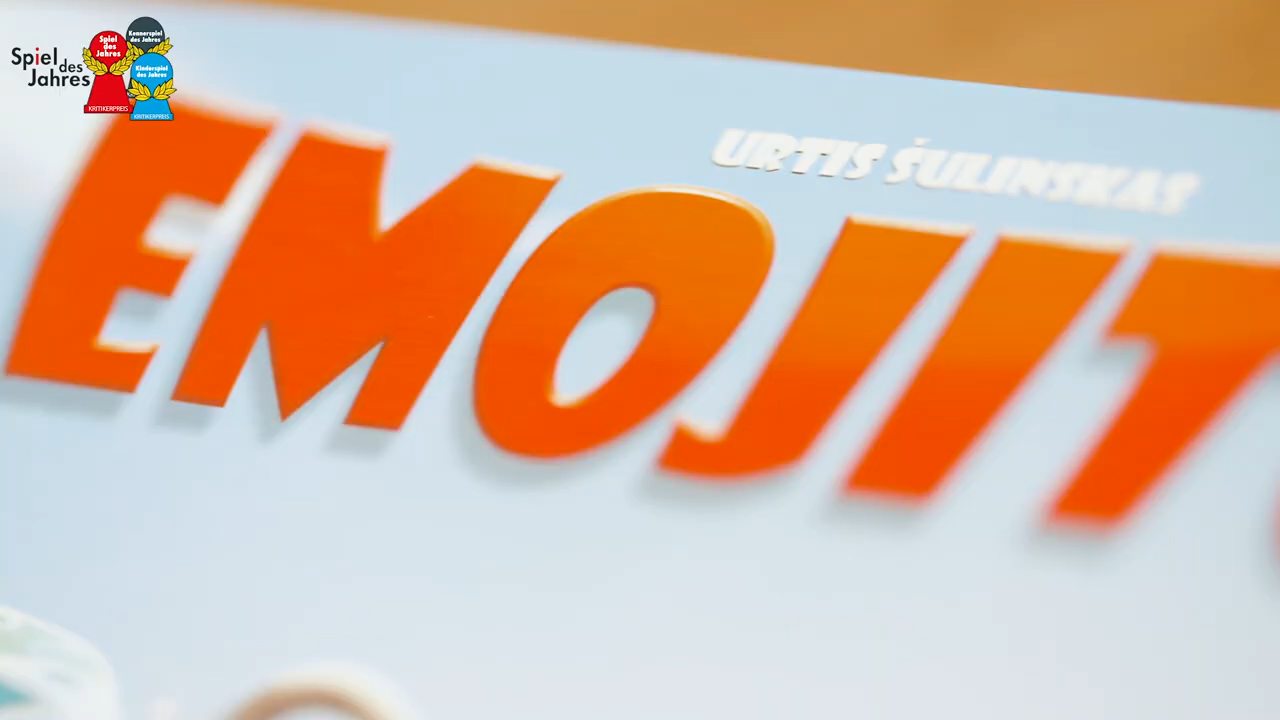 Spiel des Jahres
Spiel des Jahres
KRITIKERPREIS
Kennerspiel des Jahres
Kinderspiel des Jahres
KRITIKERPREIS
URTIS ŠULINSKAS
EMOJIT